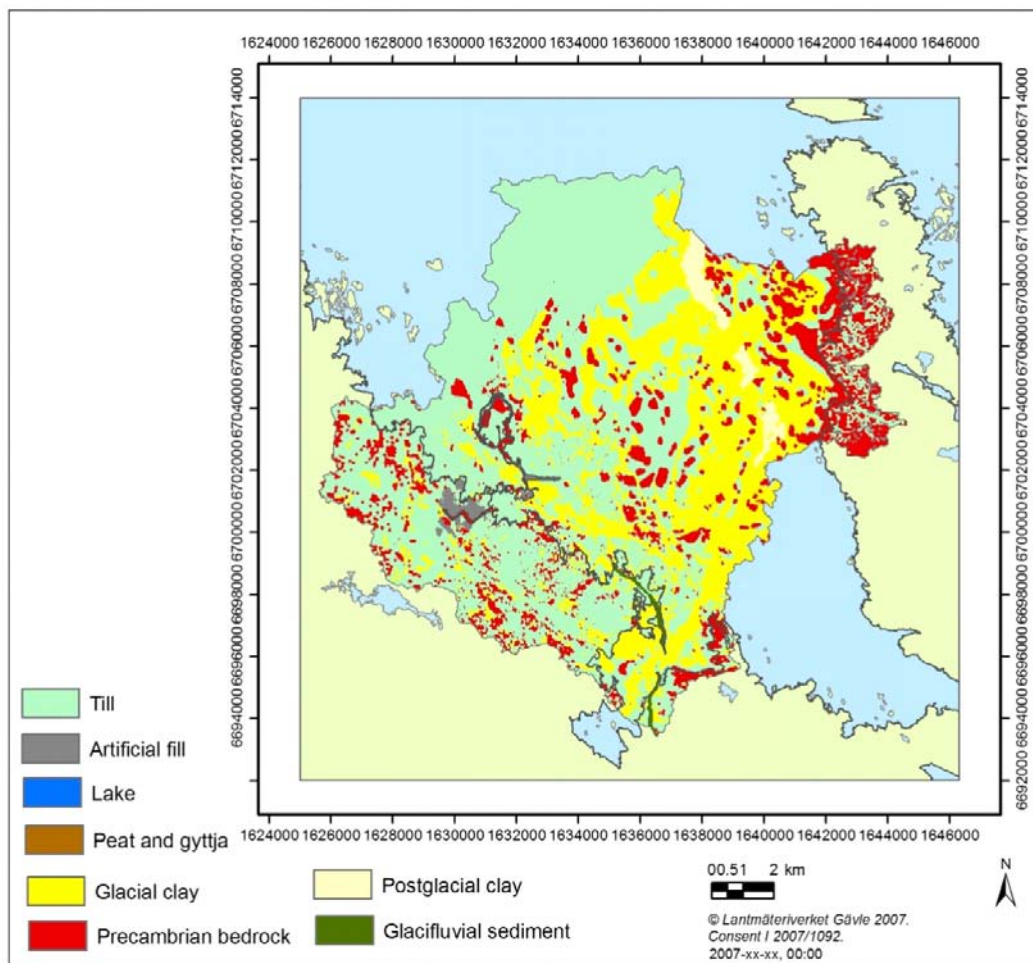 1624000 1626000 1628000 1630000 1632000 1634000 1636000 1638000 1640000 1642000 1644000 1646000
6714000 6714000
6712000 6712000
6710000 6710000
6708000 6708000
6706000 6706000
6704000 6704000
6702000 6702000
6700000 6700000
6698000 6698000
6696000 6696000
6694000 6694000
6692000 6692000
1624000 1626000 1628000 1630000 1632000 1634000 1636000 1638000 1640000 1642000 1644000 1646000
Till
Artificial fill
Lake
Peat and gyttja
Glacial clay
Precambrian bedrock
Postglacial clay
Glacifluvial sediment
00.51 2 km
N
© Lantmäteriverket Gävle 2007.
Consent I 2007/1092.
2007-xx-xx, 00:00